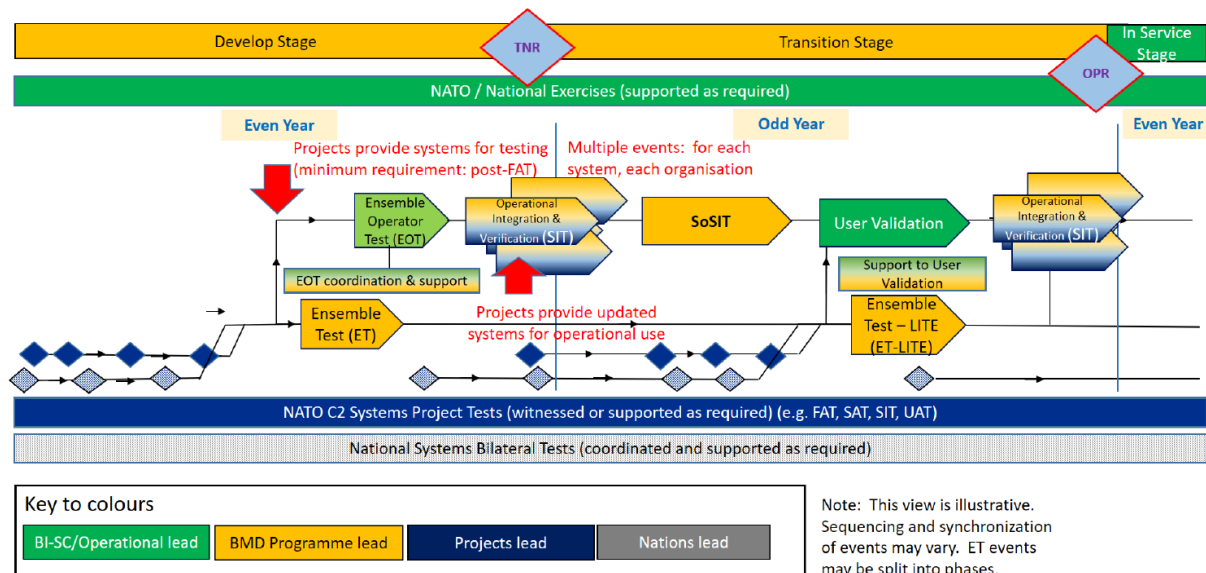 Develop Stage
TNR
Transition Stage
In Service
Stage
OPR
NATO / National Exercises (supported as required)
Even Year
Odd Year
Even Year
Projects provide systems for testing
(minimum requirement: post-FAT)
Multiple events: for each
system, each organisation
Ensemble
Operator
Test (EOT)
Operational
Integration &
Verification (SIT)
SoSIT
User Validation
Operational
Integration &
Verification (SIT)
EOT coordination & support
Support to User
Validation
Ensemble
Test (ET)
Projects provide updated
systems for operational use
Ensemble
Test – LITE
(ET-LITE)
NATO C2 Systems Project Tests (witnessed or supported as required) (e.g. FAT, SAT, SIT, UAT)
National Systems Bilateral Tests (coordinated and supported as required)
Key to colours
BI-SC/Operational lead
BMD Programme lead
Projects lead
Nations lead
Note: This view is illustrative.
Sequencing and synchronization
of events may vary. ET events
may be split into phases.